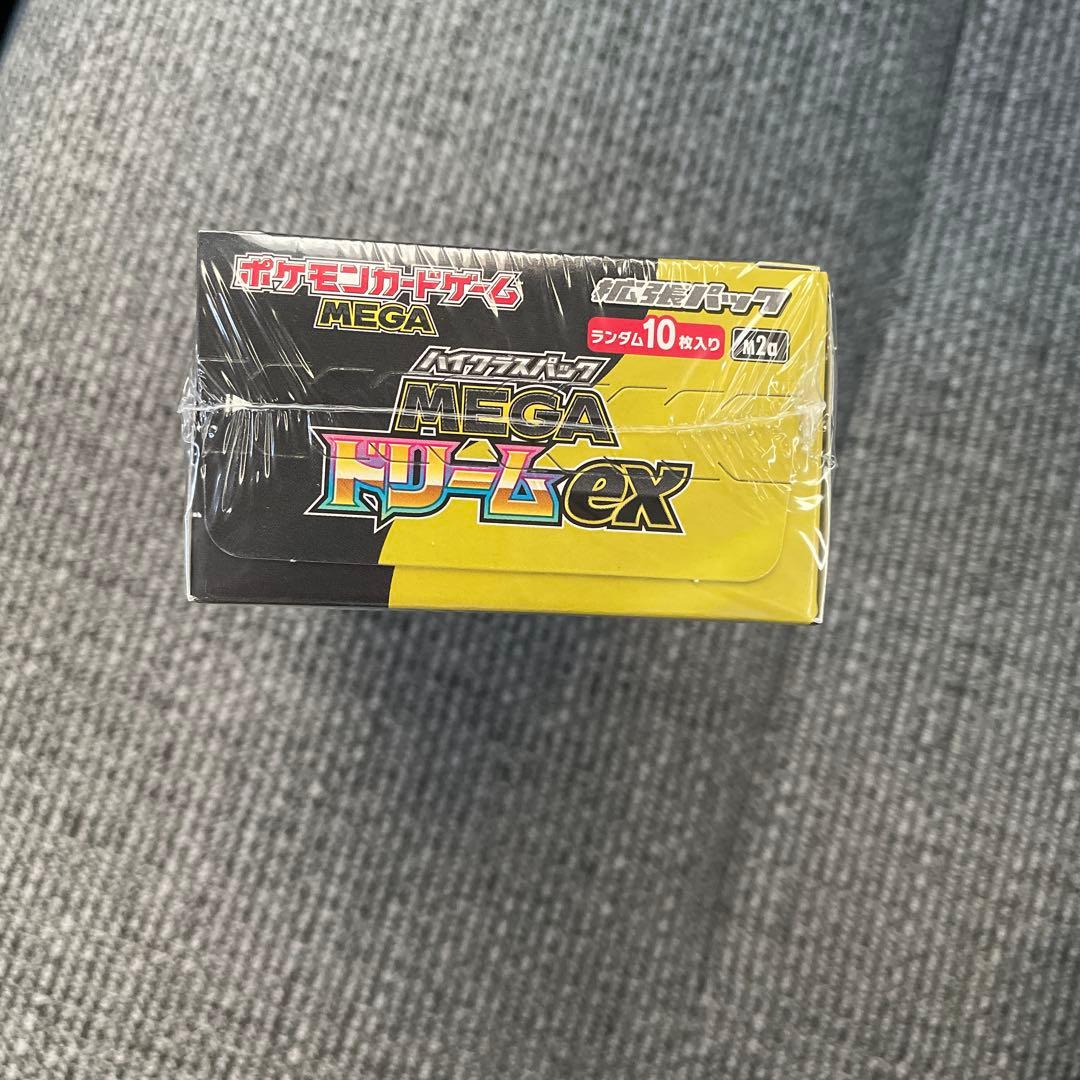 ポケモンカードゲーム
MEGA
拡張パック
ランダム10枚入り
M2a
ハイクラスパック
MEGA
ドリームex